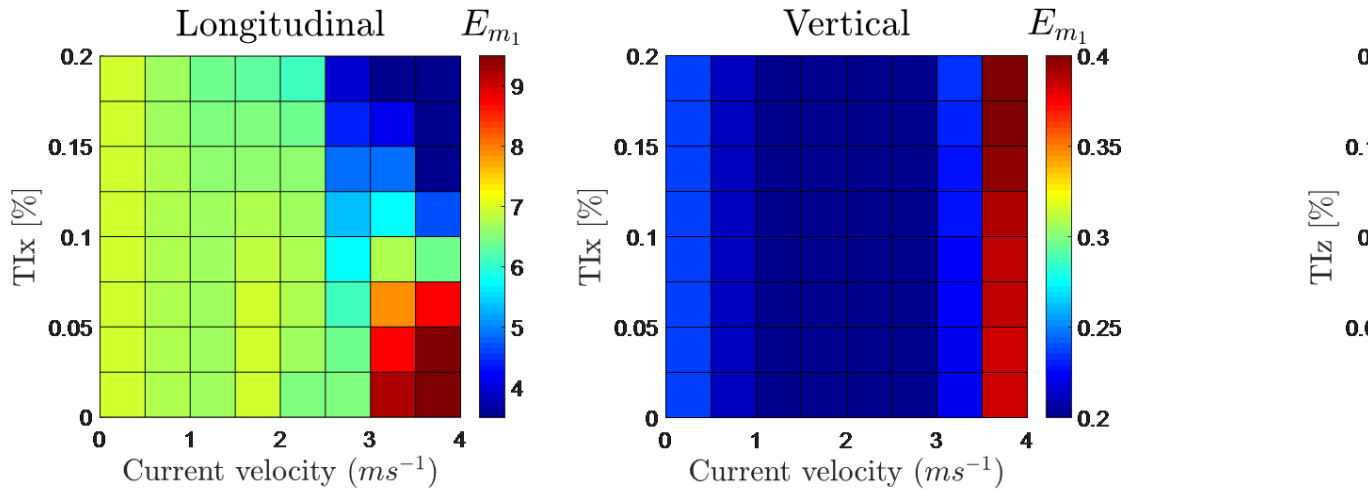 Longitudinal
E_{m_1}
0.2
0.15
0.1
0.05
0
TIx [%]
0 1 2 3 4
Current velocity (ms^{-1})
9
8
7
6
5
4
Vertical
E_{m_1}
0.2
0.15
0.1
0.05
0
TIx [%]
0 1 2 3 4
Current velocity (ms^{-1})
0.4
0.35
0.3
0.25
0.2
TIz [%]